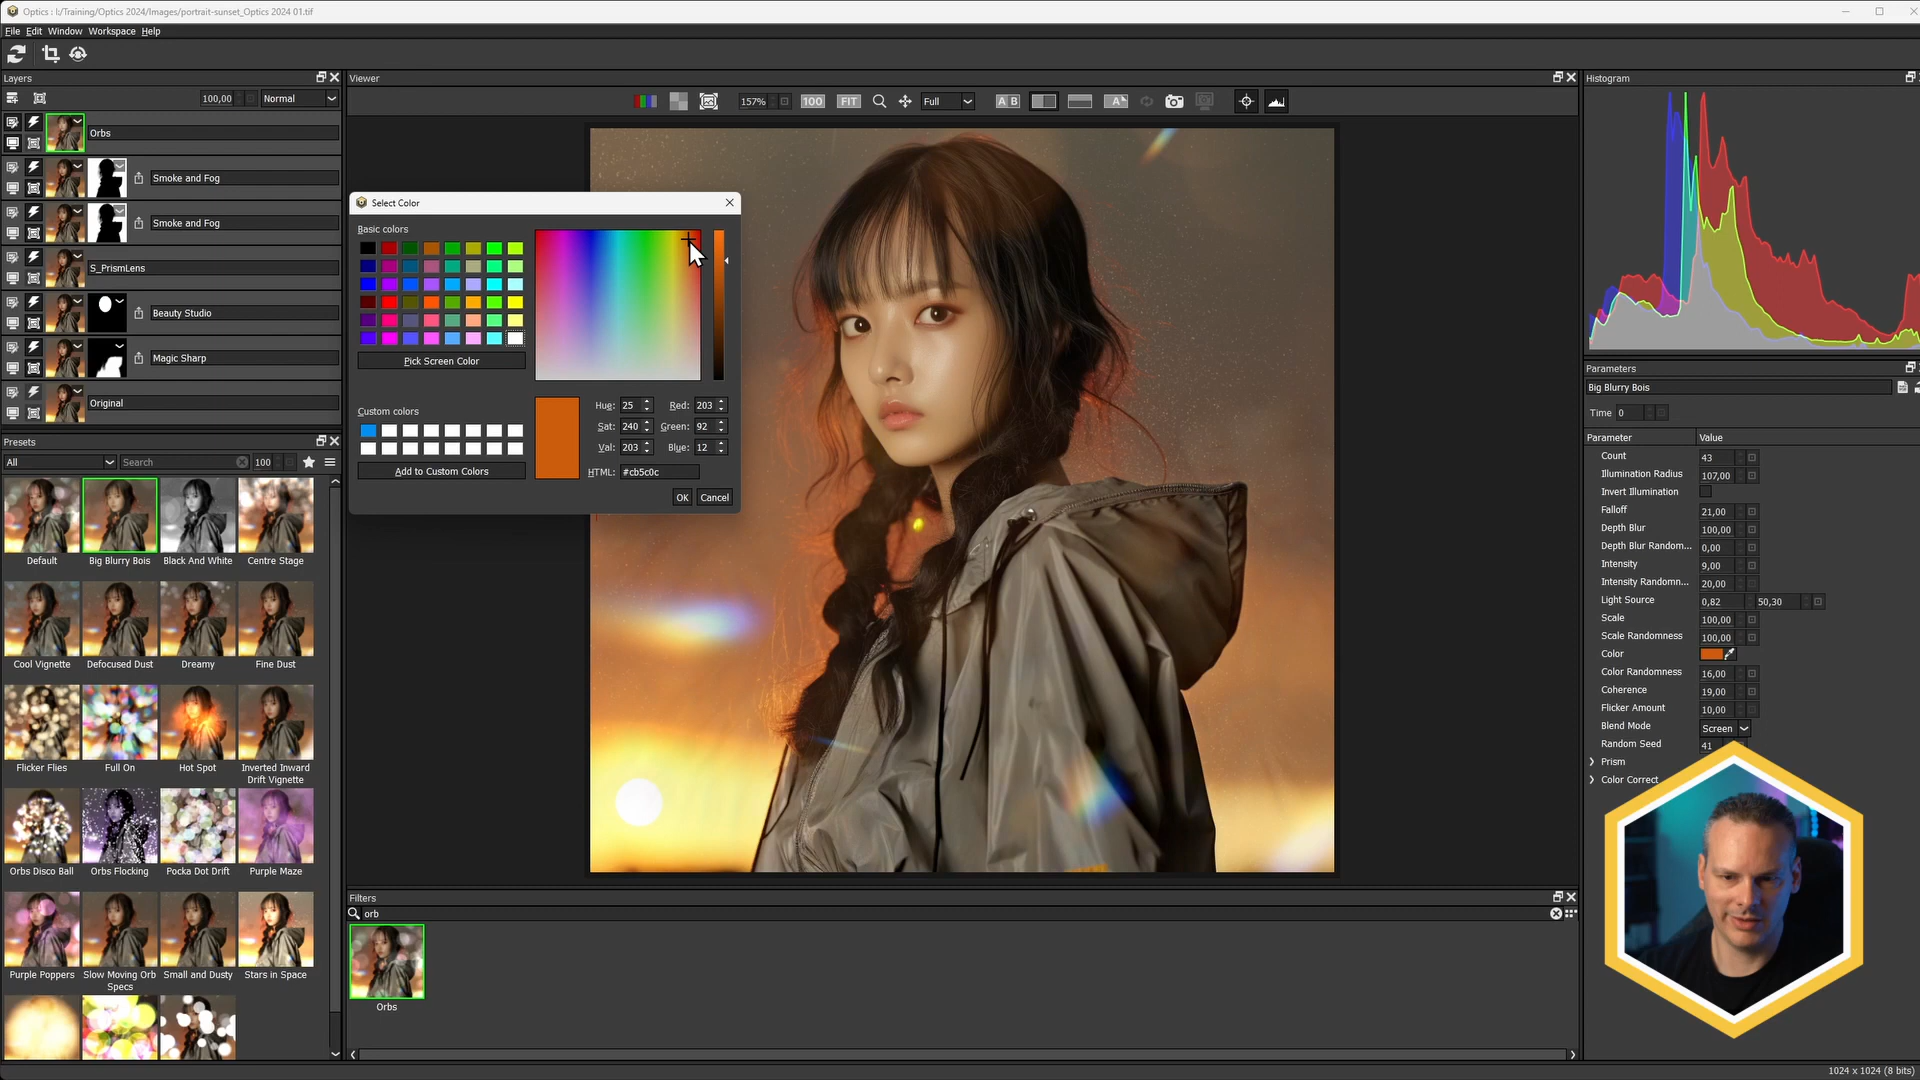 Optics : I:/Training/Optics 2024/Images/portrait-sunset_Optics 2024 01.tif
File Edit Window Workspace Help
Layers
100,00 Normal
Orbs
Smoke and Fog
Smoke and Fog
S_PrismLens
Beauty Studio
Magic Sharp
Original
Presets
All Search 100
Default Big Blurry Bois Black And White Centre Stage
Cool Vignette Defocused Dust Dreamy Fine Dust
Flicker Flies Full On Hot Spot Inverted Inward
Drift Vignette
Orbs Disco Ball Orbs Flocking Pocka Dot Drift Purple Maze
Purple Poppers Slow Moving Orb Small and Dusty Stars in Space
Specs
Viewer
157% 100 FIT Full A B A
Select Color
Basic colors
Pick Screen Color
Custom colors
Add to Custom Colors
Hue: 25 Red: 203
Sat: 240 Green: 92
Val: 203 Blue: 12
HTML: #cb5c0c
OK Cancel
Filters
orb
Orbs
Histogram
Parameters
Big Blurry Bois
Time 0
Parameter Value
Count 43
Illumination Radius 107,00
Invert Illumination
Falloff 21,00
Depth Blur 100,00
Depth Blur Random... 0,00
Intensity 9,00
Intensity Randomn... 20,00
Light Source 0,82 50,30
Scale 100,00
Scale Randomness 100,00
Color
Color Randomness 16,00
Coherence 19,00
Flicker Amount 10,00
Blend Mode Screen
Random Seed 41
Prism
Color Correct
1024 x 1024 (8 bits)